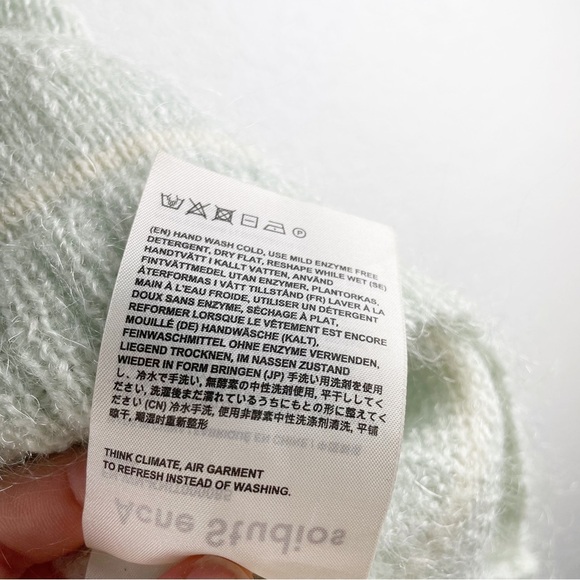 (EN) HAND WASH COLD, USE MILD ENZYME FREE
DETERGENT, DRY FLAT, RESHAPE WHILE WET (SE)
HANDTVÄTT I KALLT VATTEN, ANVÄND
FINTVÄTTMEDEL UTAN ENZYMER, PLANTORKAS,
ÅTERFORMAS I VÅTT TILLSTÅND (FR) LAVER À LA
MAIN À L'EAU FROIDE, UTILISER UN DÉTERGENT
DOUX SANS ENZYME, SÉCHAGE À PLAT,
REFORMER LORSQUE LE VÊTEMENT EST ENCORE
MOUILLÉ (DE) HANDWÄSCHE (KALT),
FEINWASCHMITTEL OHNE ENZYME VERWENDEN,
LIEGEND TROCKNEN, IM NASSEN ZUSTAND
WIEDER IN FORM BRINGEN (JP) 手洗い用洗剤を使用
し、冷水で手洗い, 無酵素の中性洗剤使用, 平干ししてく
ださい, 洗濯後まだ濡れているうちにもとの形に整えてく
ださい (CN) 冷水手洗, 使用非酵素中性洗涤剂清洗, 平铺
晾干, 潮湿时重新整形
THINK CLIMATE, AIR GARMENT
TO REFRESH INSTEAD OF WASHING.
Acne Studios